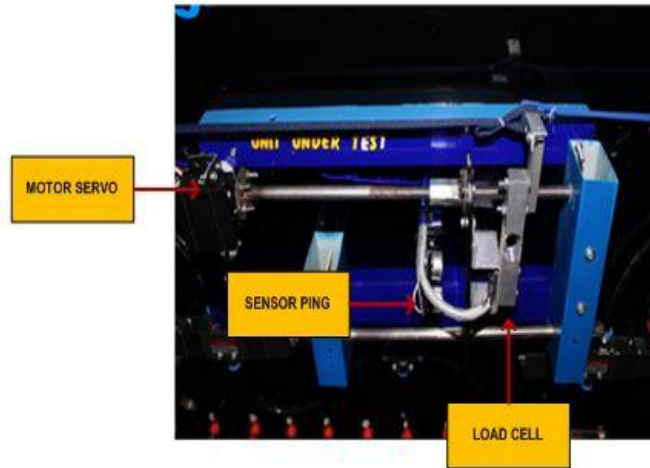 UNIT UNDER TEST
MOTOR SERVO
SENSOR PING
LOAD CELL